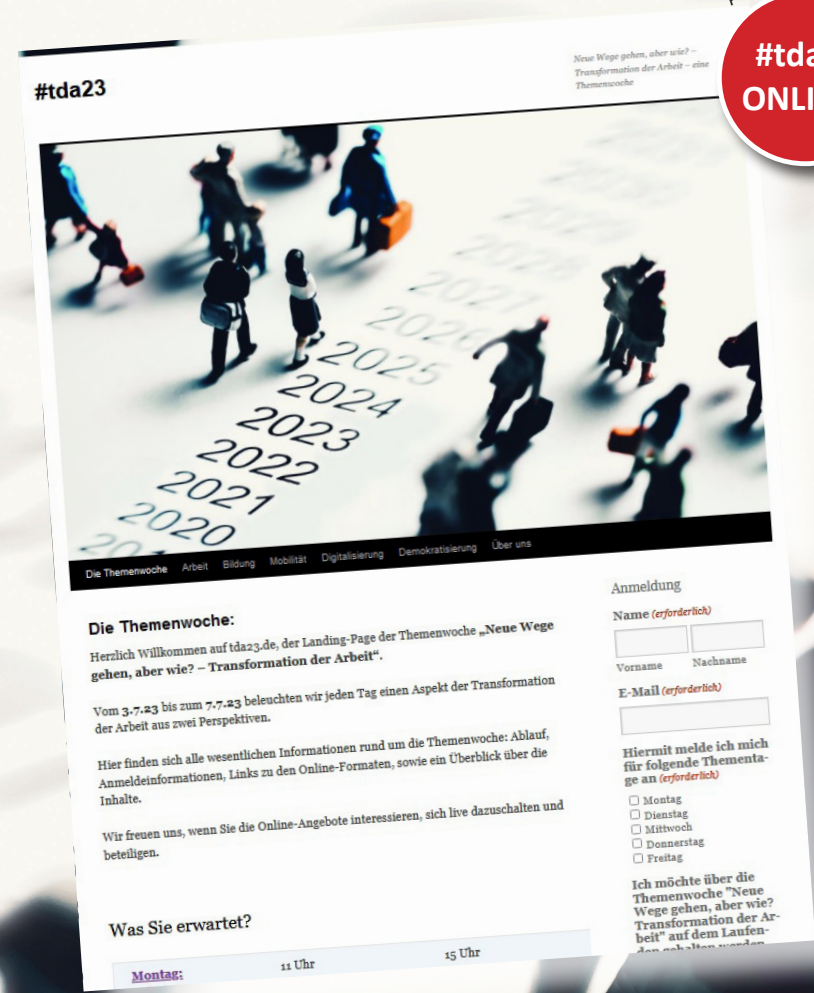 #tda23
Neue Wege gehen, aber wie? –
Transformation der Arbeit – eine
Themenwoche
#tda
ONLI
2028
2027
2026
2025
2024
2023
2022
2021
2020
Die Themenwoche Arbeit Bildung Mobilität Digitalisierung Demokratisierung Über uns
Die Themenwoche:
Herzlich Willkommen auf tda23.de, der Landing-Page der Themenwoche „Neue Wege
gehen, aber wie? – Transformation der Arbeit“.
Vom 3.7.23 bis zum 7.7.23 beleuchten wir jeden Tag einen Aspekt der Transformation
der Arbeit aus zwei Perspektiven.
Hier finden sich alle wesentlichen Informationen rund um die Themenwoche: Ablauf,
Anmeldeinformationen, Links zu den Online-Formaten, sowie ein Überblick über die
Inhalte.
Wir freuen uns, wenn Sie die Online-Angebote interessieren, sich live dazuschalten und
beteiligen.
Was Sie erwartet?
Montag: 11 Uhr 15 Uhr
Anmeldung
Name (erforderlich)
Vorname Nachname
E-Mail (erforderlich)
Hiermit melde ich mich
für folgende Thementa-
ge an (erforderlich)
Montag
Dienstag
Mittwoch
Donnerstag
Freitag
Ich möchte über die
Themenwoche "Neue
Wege gehen, aber wie?
Transformation der Ar-
beit" auf dem Laufen-
den gehalten werden